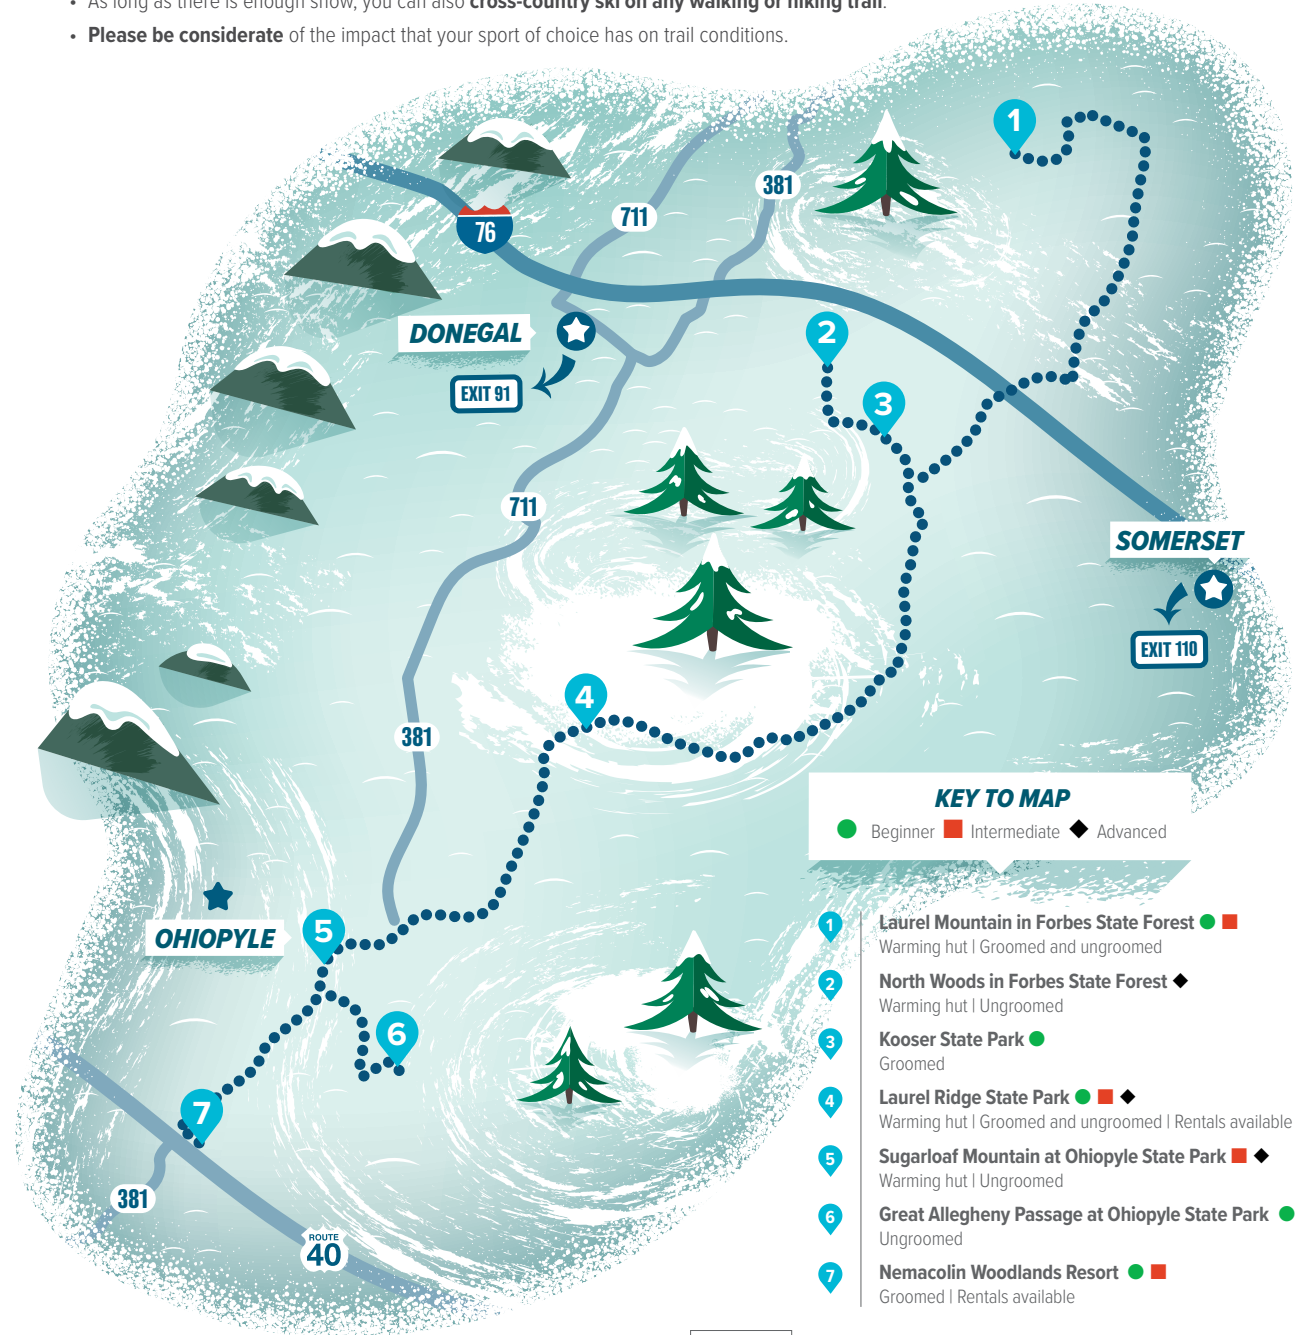 • As long as there is enough snow, you can also cross-country ski on any walking or hiking trail.
• Please be considerate of the impact that your sport of choice has on trail conditions.
1
381
711
76
DONEGAL
2
EXIT 91
3
711
SOMERSET
EXIT 110
4
381
KEY TO MAP
Beginner Intermediate Advanced
OHIOPYLE
5
6
7
381
ROUTE
40
1 Laurel Mountain in Forbes State Forest
Warming hut | Groomed and ungroomed
2 North Woods in Forbes State Forest
Warming hut | Ungroomed
3 Kooser State Park
Groomed
4 Laurel Ridge State Park
Warming hut | Groomed and ungroomed | Rentals available
5 Sugarloaf Mountain at Ohiopyle State Park
Warming hut | Ungroomed
6 Great Allegheny Passage at Ohiopyle State Park
Ungroomed
7 Nemacolin Woodlands Resort
Groomed | Rentals available